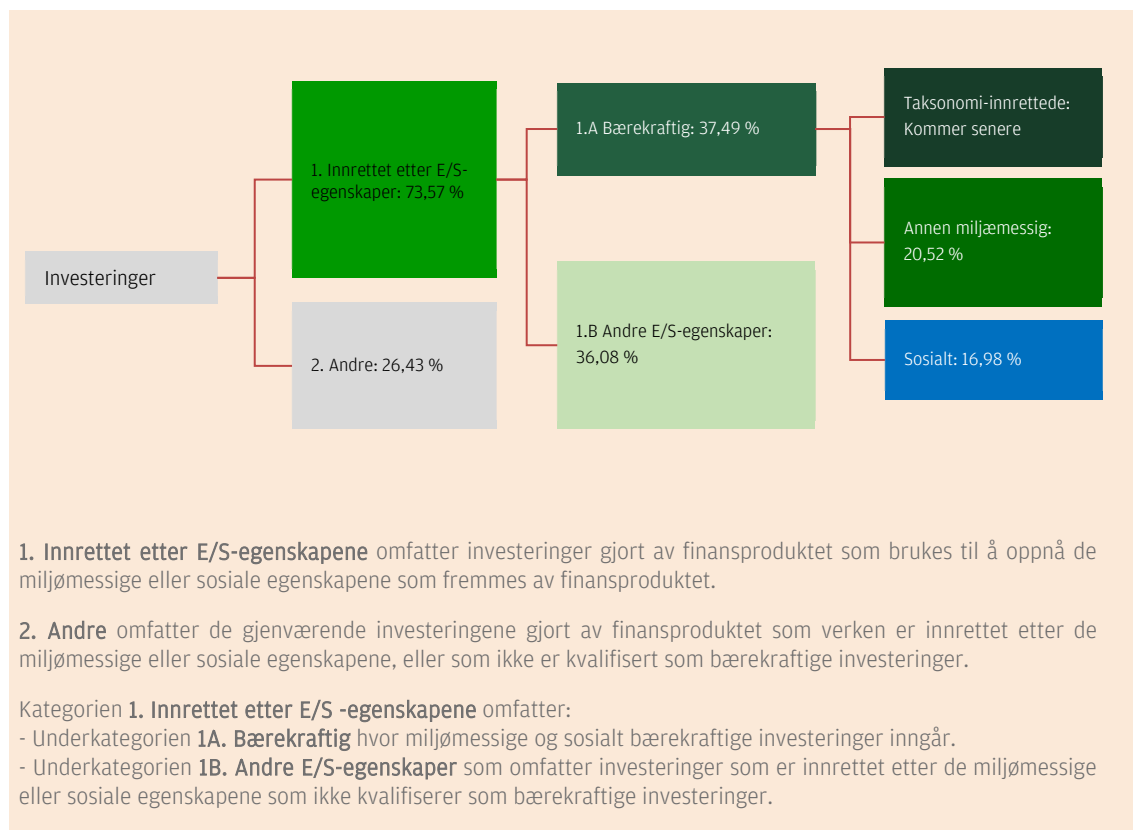 Investeringer
1. Innrettet etter E/S-
egenskaper: 73,57 %
2. Andre: 26,43 %
1.A Bærekraftig: 37,49 %
1.B Andre E/S-egenskaper:
36,08 %
Taksonomi-innrettede:
Kommer senere
Annen miljæmessig:
20,52 %
Sosialt: 16,98 %
1. Innrettet etter E/S-egenskapene omfatter investeringer gjort av finansproduktet som brukes til å oppnå de
miljømessige eller sosiale egenskapene som fremmes av finansproduktet.
2. Andre omfatter de gjenværende investeringene gjort av finansproduktet som verken er innrettet etter de
miljømessige eller sosiale egenskapene, eller som ikke er kvalifisert som bærekraftige investeringer.
Kategorien 1. Innrettet etter E/S -egenskapene omfatter:
- Underkategorien 1A. Bærekraftig hvor miljømessige og sosialt bærekraftige investeringer inngår.
- Underkategorien 1B. Andre E/S-egenskaper som omfatter investeringer som er innrettet etter de miljømessige
eller sosiale egenskapene som ikke kvalifiserer som bærekraftige investeringer.